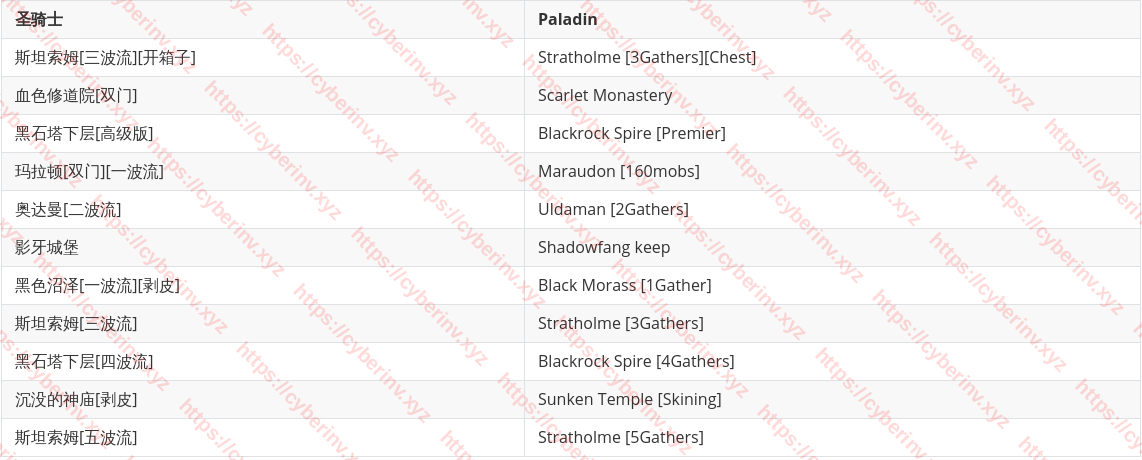 圣骑士 Paladin
斯坦索姆[三波流][开箱子] Stratholme [3Gathers][Chest]
血色修道院[双门] Scarlet Monastery
黑石塔下层[高级版] Blackrock Spire [Premier]
玛拉顿[双门][一波流] Maraudon [160mobs]
奥达曼[二波流] Uldaman [2Gathers]
影牙城堡 Shadowfang keep
黑色沼泽[一波流][剥皮] Black Morass [1Gather]
斯坦索姆[三波流] Stratholme [3Gathers]
黑石塔下层[四波流] Blackrock Spire [4Gathers]
沉没的神庙[剥皮] Sunken Temple [Skining]
斯坦索姆[五波流] Stratholme [5Gathers]
https://cyberinv.xyz